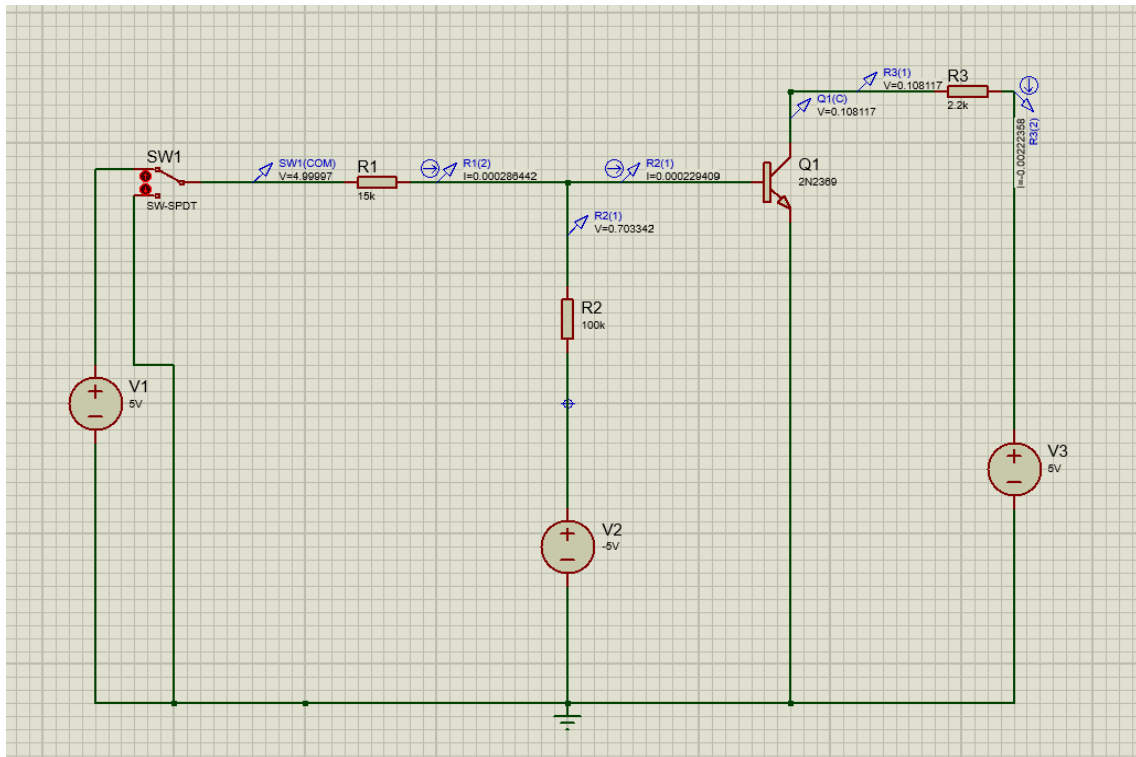 R3(1)
V=0.108117
R3
2.2k
Q1(C)
V=0.108117
R3(2)
I=-0.00222358
SW1
SW-SPDT
SW1(COM)
V=4.99997
R1
15k
R1(2)
I=0.000286442
R2(1)
I=0.000229409
Q1
2N2369
R2(1)
V=0.703342
R2
100k
V1
5V
V3
5V
V2
-5V